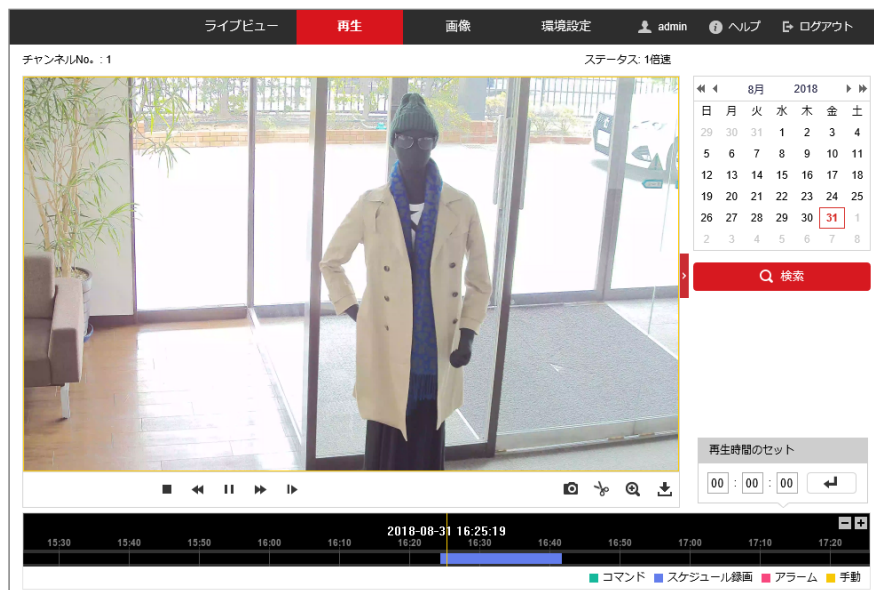 ライブビュー 再生 画像 環境設定 admin ヘルプ ログアウト
チャンネルNo。: 1 ステータス: 1倍速
8月 2018
日 月 火 水 木 金 土
29 30 31 1 2 3 4
5 6 7 8 9 10 11
12 13 14 15 16 17 18
19 20 21 22 23 24 25
26 27 28 29 30 31 1
2 3 4 5 6 7 8
検索
再生時間のセット
00 : 00 : 00
2018-08-31 16:25:19
15:30 15:40 15:50 16:00 16:10 16:20 16:30 16:40 16:50 17:00 17:10 17:20
コマンド スケジュール録画 アラーム 手動